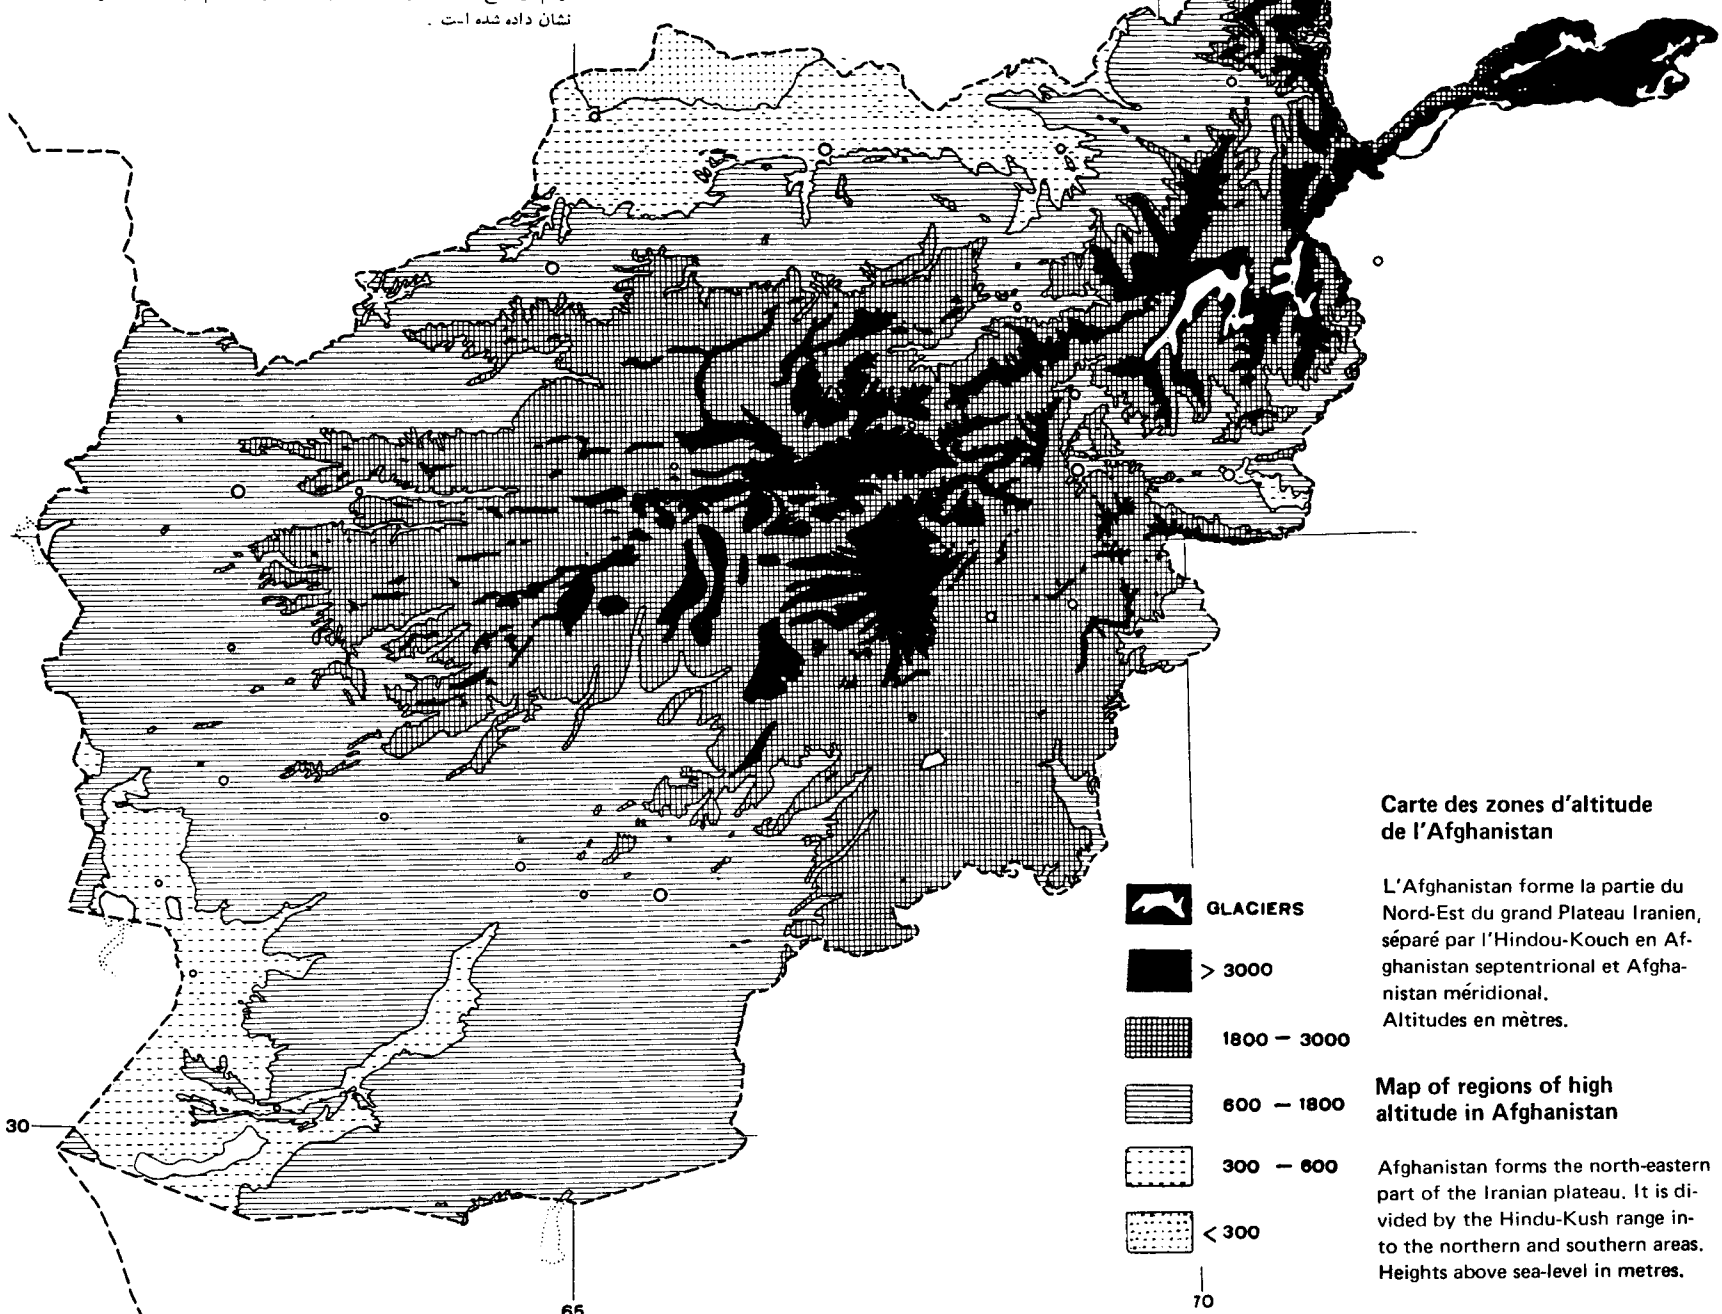 نشان داده شده است .
GLACIERS
> 3000
1800 — 3000
600 — 1800
300 — 600
< 300
Carte des zones d'altitude
de l'Afghanistan
L'Afghanistan forme la partie du
Nord-Est du grand Plateau Iranien,
séparé par l'Hindou-Kouch en Af-
ghanistan septentrional et Afgha-
nistan méridional.
Altitudes en mètres.
Map of regions of high
altitude in Afghanistan
Afghanistan forms the north-eastern
part of the Iranian plateau. It is di-
vided by the Hindu-Kush range in-
to the northern and southern areas.
Heights above sea-level in metres.
30
65
70